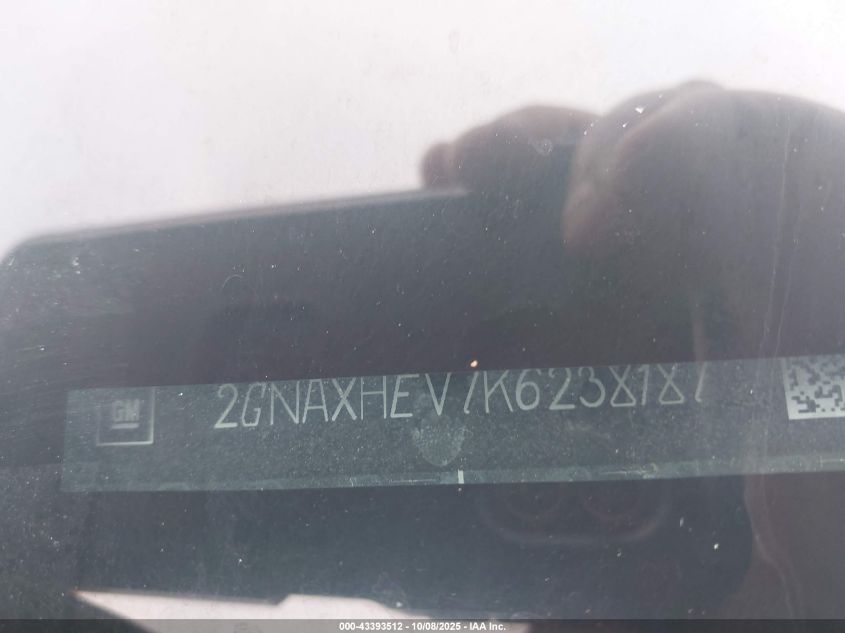 GM 2GNAXHEV7K6238187
000-43393512 - 10/08/2025 - IAA Inc.